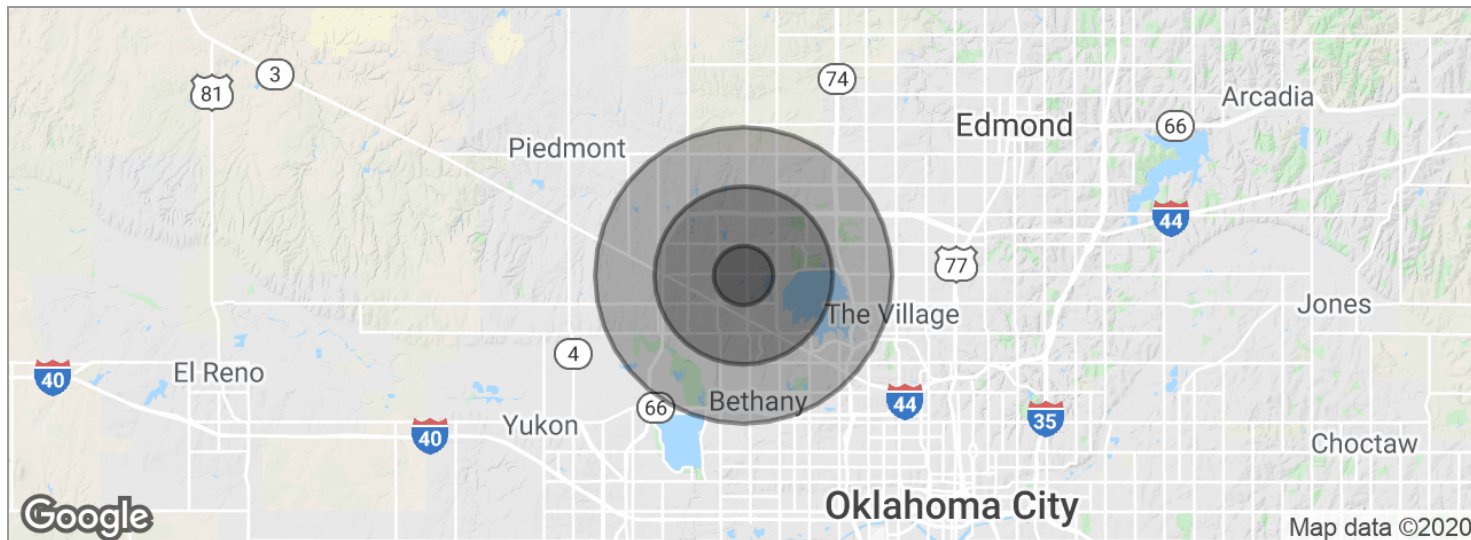 3
74
81
Arcadia
66
Edmond
Piedmont
44
77
The Village
Jones
4
El Reno
40
66
Bethany
44
35
Yukon
40
Choctaw
Oklahoma City
Google
Map data ©2020